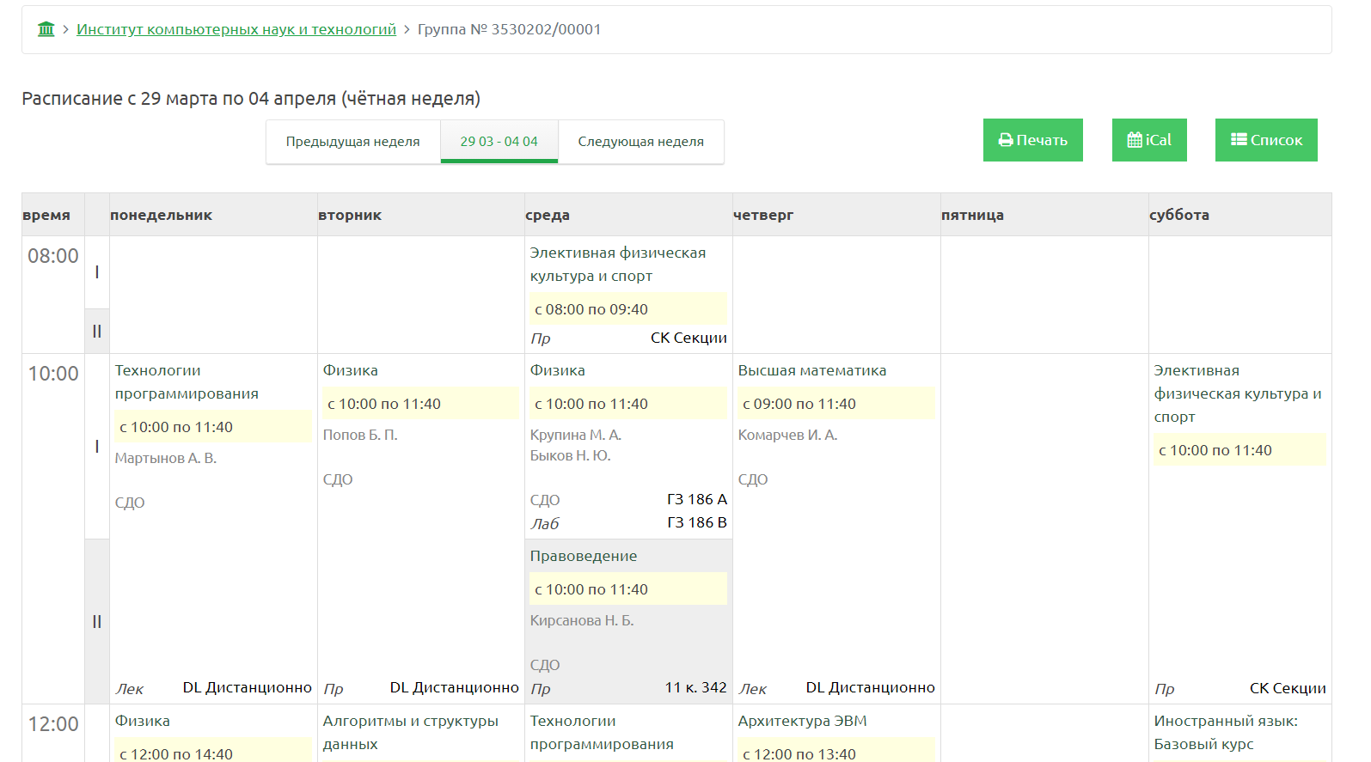 > Институт компьютерных наук и технологий > Группа № 3530202/00001
Расписание с 29 марта по 04 апреля (чётная неделя)
Предыдущая неделя
29 03 - 04 04
Следующая неделя
Печать
iCal
Список
время
понедельник
вторник
среда
четверг
пятница
суббота
08:00
I
II
Элективная физическая
культура и спорт
с 08:00 по 09:40
Пр СК Секции
10:00
I
II
Технологии
программирования
с 10:00 по 11:40
Мартынов А. В.
СДО
Лек DL Дистанционно
Физика
с 10:00 по 11:40
Попов Б. П.
СДО
Пр DL Дистанционно
Физика
с 10:00 по 11:40
Крупина М. А.
Быков Н. Ю.
СДО ГЗ 186 А
Лаб ГЗ 186 В
Правоведение
с 10:00 по 11:40
Кирсанова Н. Б.
СДО
Пр 11 к. 342
Высшая математика
с 09:00 по 11:40
Комарчев И. А.
СДО
Лек DL Дистанционно
Элективная
физическая культура и
спорт
с 10:00 по 11:40
Пр СК Секции
12:00
Физика
с 12:00 по 14:40
Алгоритмы и структуры
данных
Технологии
программирования
Архитектура ЭВМ
с 12:00 по 13:40
Иностранный язык:
Базовый курс